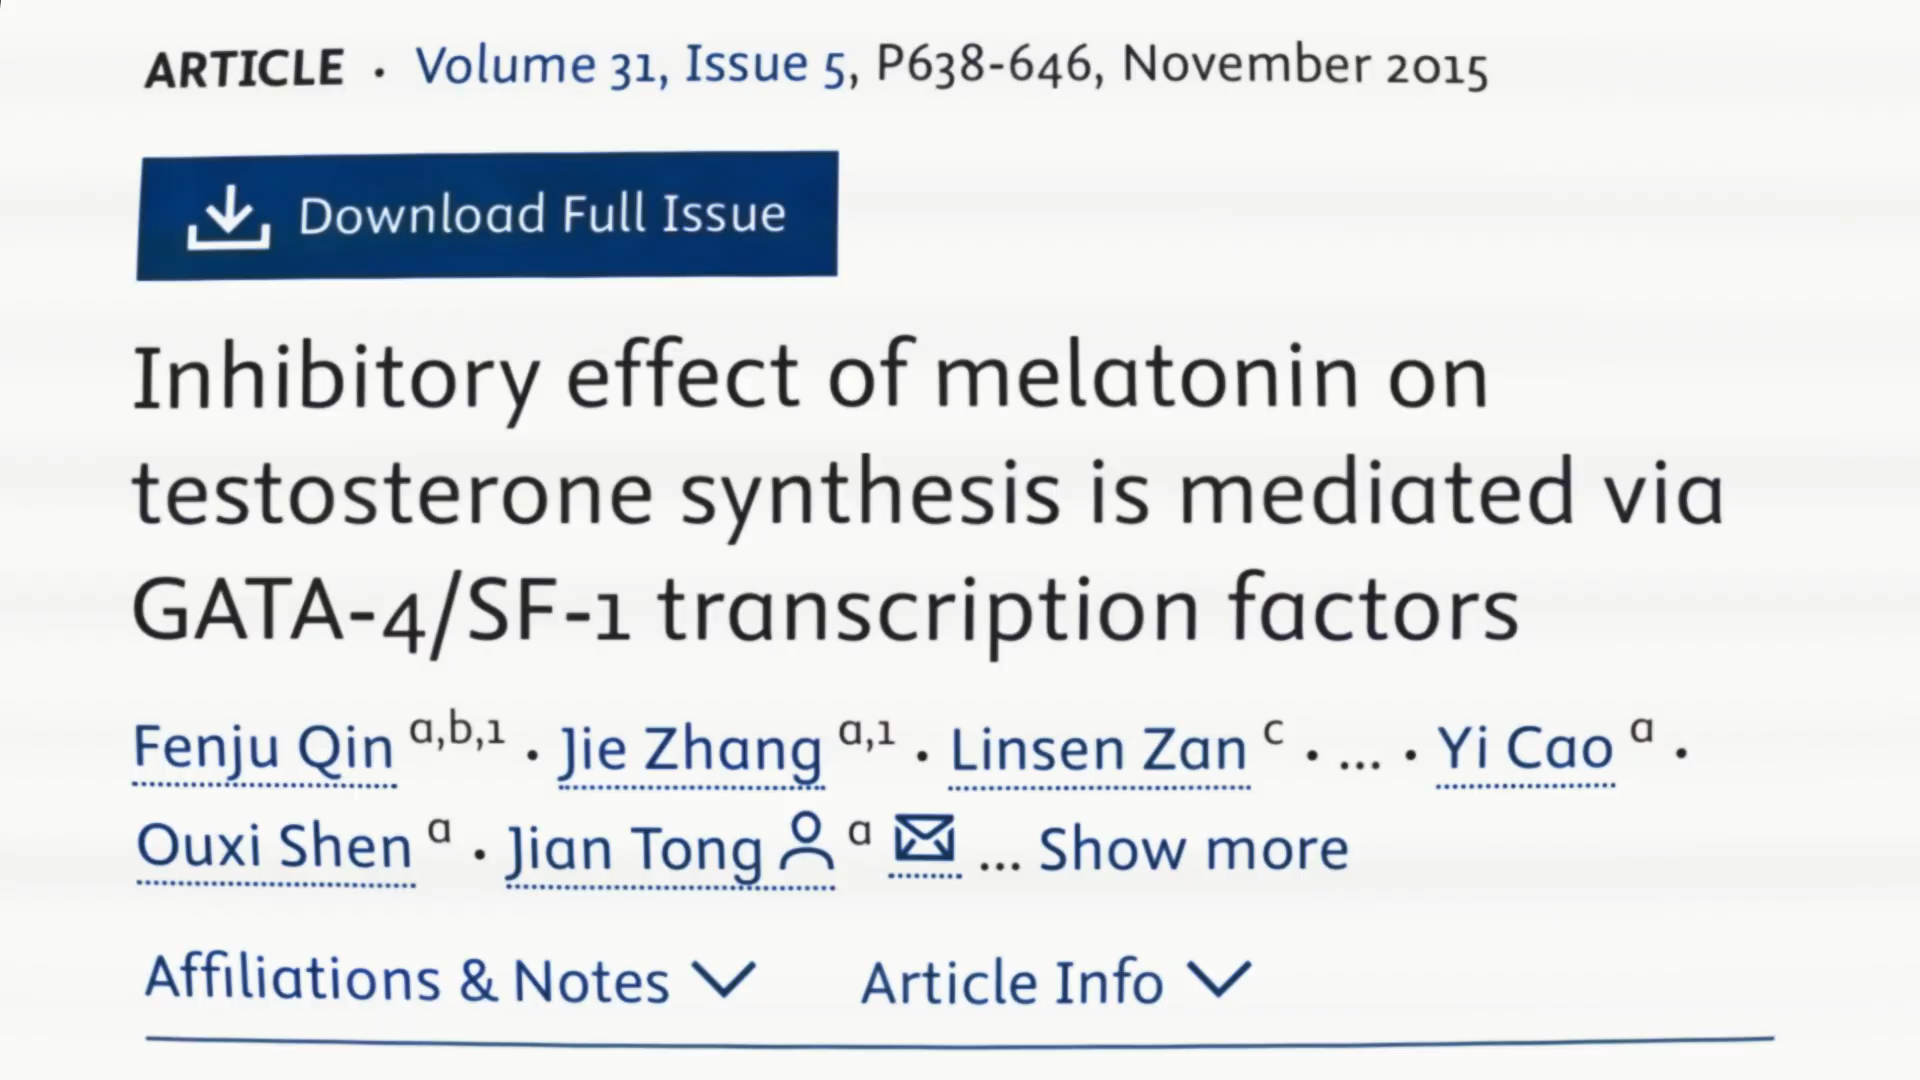 ARTICLE · Volume 31, Issue 5, P638-646, November 2015
Download Full Issue
Inhibitory effect of melatonin on
testosterone synthesis is mediated via
GATA-4/SF-1 transcription factors
Fenju Qin a,b,1 · Jie Zhang a,1 · Linsen Zan c · ... · Yi Cao a ·
Ouxi Shen a · Jian Tong a ... Show more
Affiliations & Notes Article Info